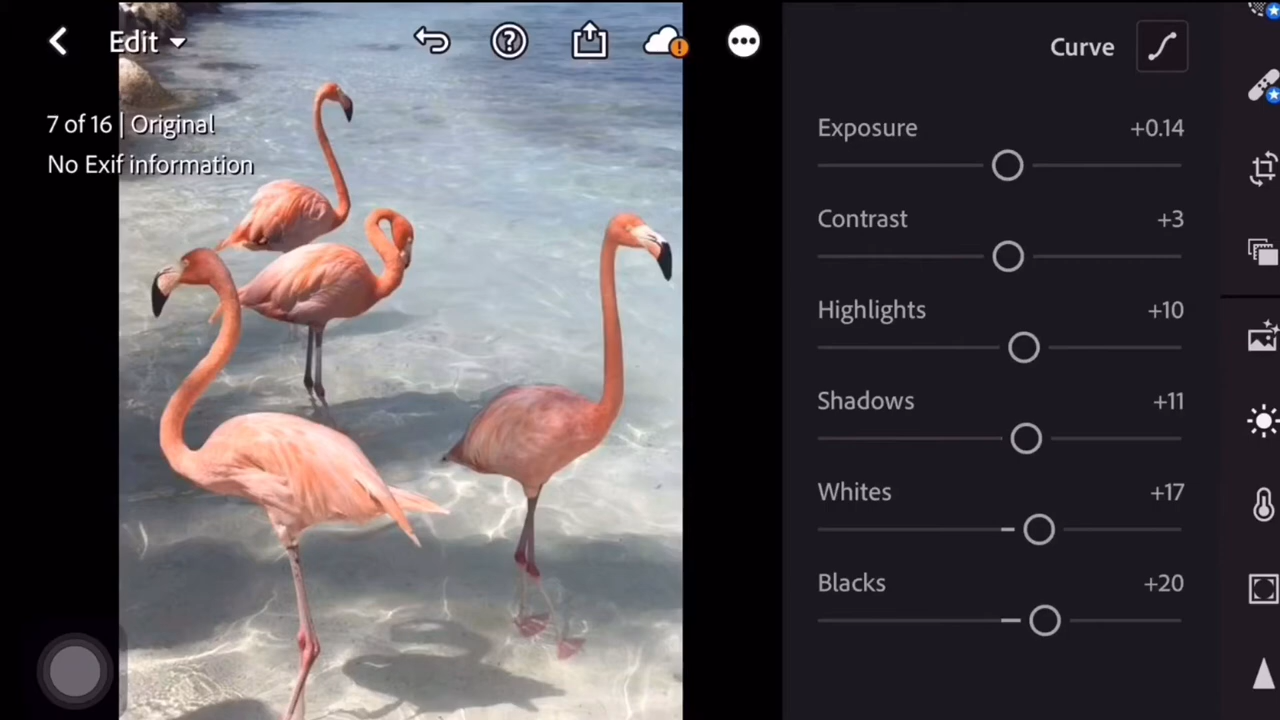 Edit
7 of 16 | Original
No Exif information
Curve
Exposure +0.14
Contrast +3
Highlights +10
Shadows +11
Whites +17
Blacks +20